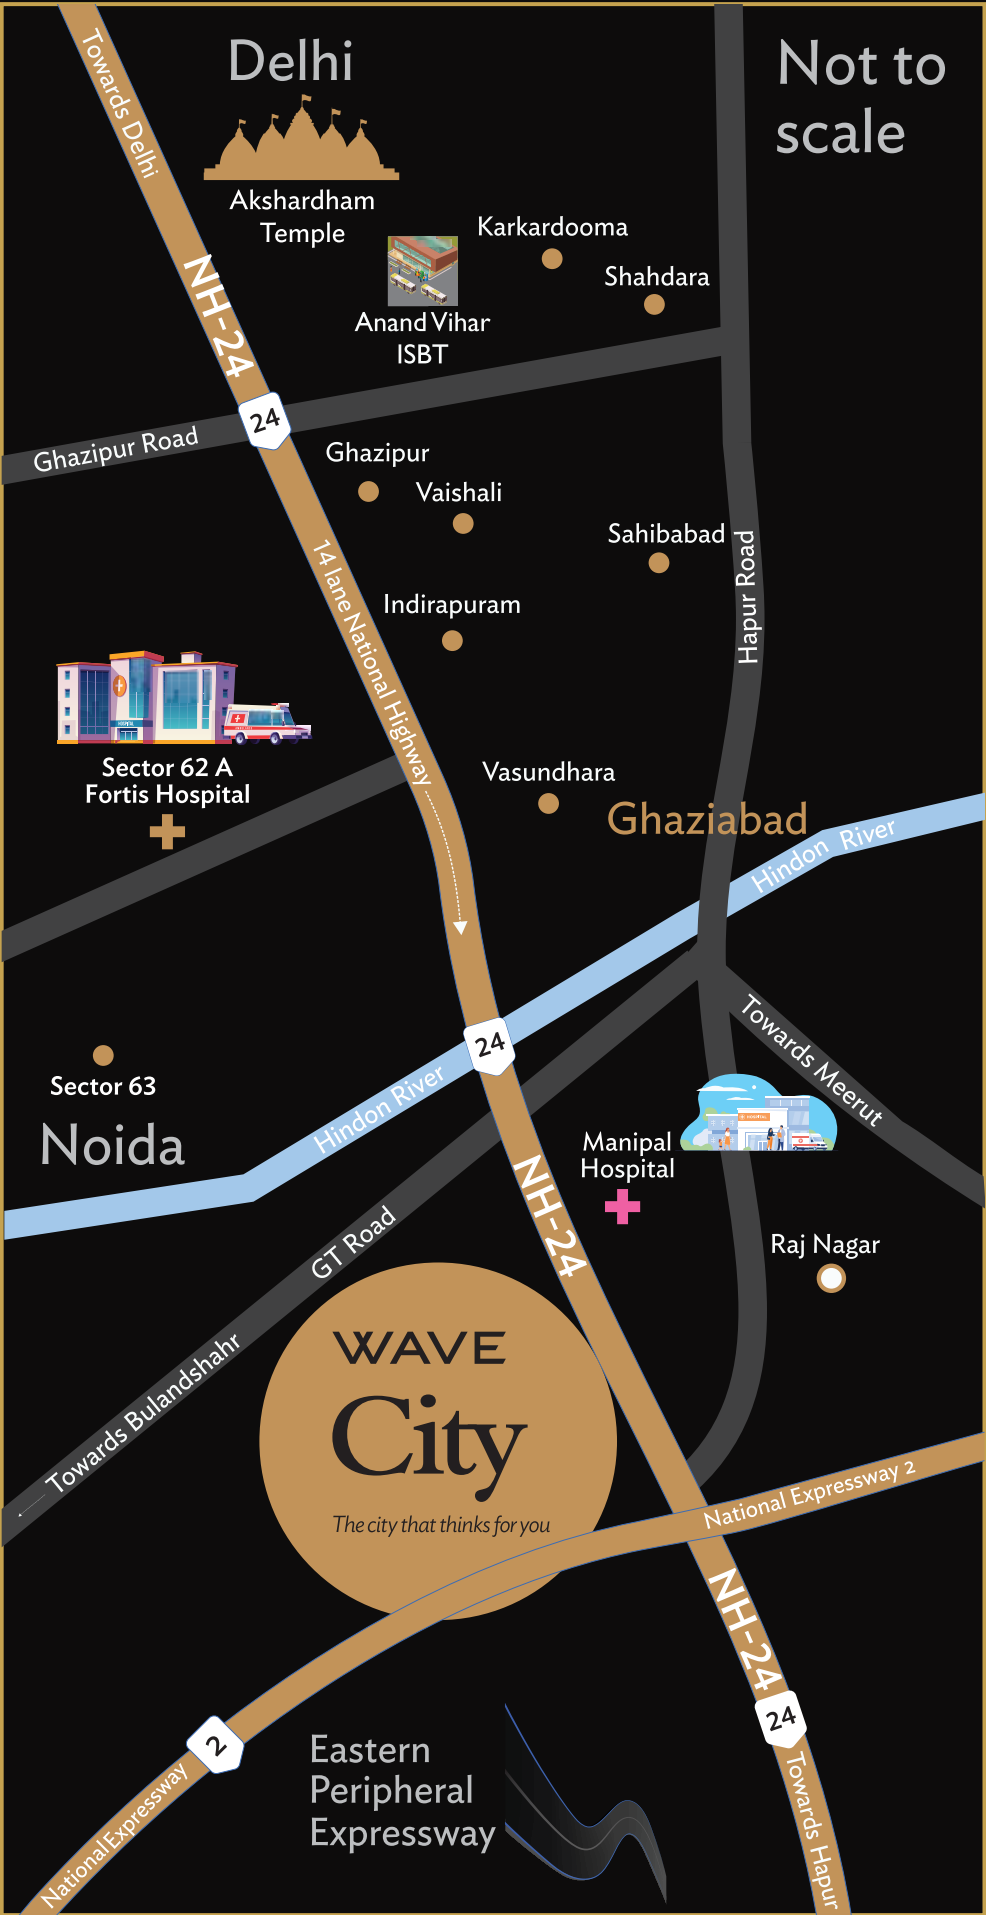 Towards Delhi
Delhi
Not to
scale
Akshardham
Temple
Karkardooma
Shahdara
NH-24
Anand Vihar
ISBT
24
Ghazipur Road
Ghazipur
Vaishali
Sahibabad
Hapur Road
14 lane National Highway
Indirapuram
HOSPITAL
Sector 62 A
Fortis Hospital
Vasundhara
Ghaziabad
Hindon River
Towards Meerut
24
Sector 63
Noida
Hindon River
HOSPITAL
Manipal
Hospital
NH-24
GT Road
Raj Nagar
Towards Bulandshahr
WAVE
City
The city that thinks for you
National Expressway 2
NH-24
24
2
National Expressway
Eastern
Peripheral
Expressway
Towards Hapur